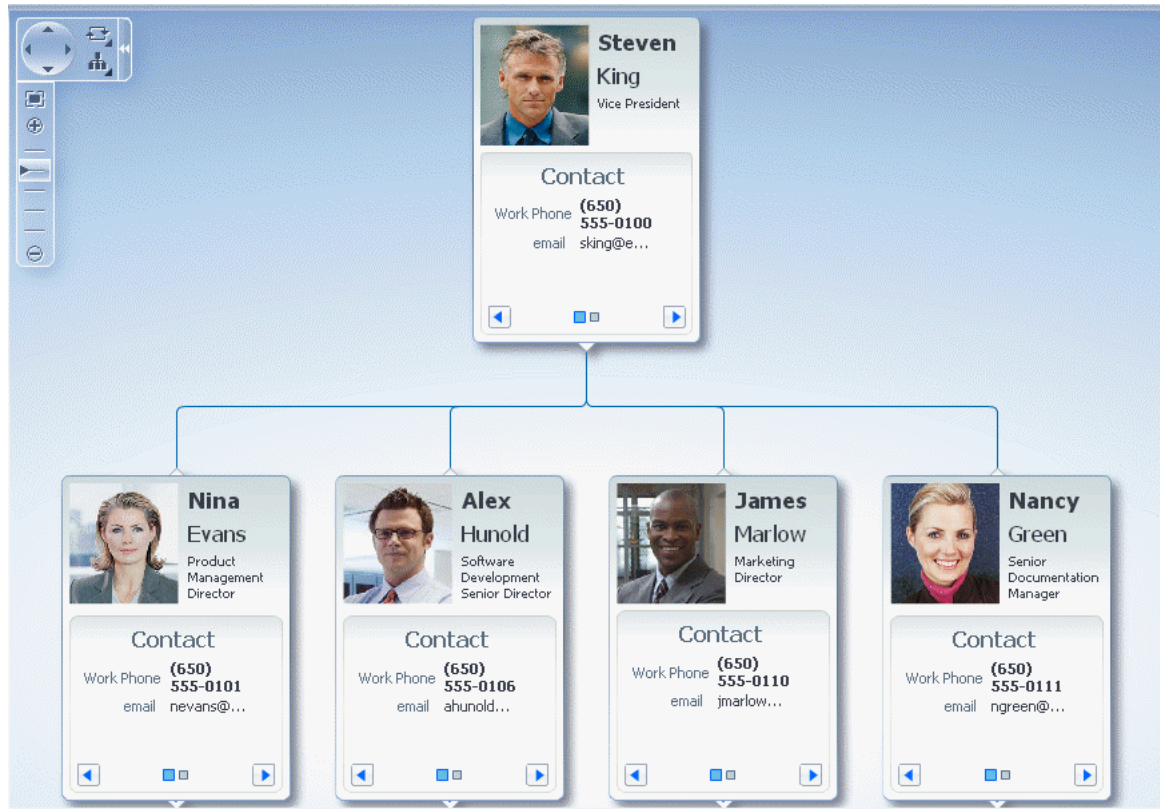 Steven
King
Vice President
Contact
Work Phone (650)
555-0100
email sking@e...
Nina
Evans
Product
Management
Director
Contact
Work Phone (650)
555-0101
email nevans@...
Alex
Hunold
Software
Development
Senior Director
Contact
Work Phone (650)
555-0106
email ahunold...
James
Marlow
Marketing
Director
Contact
Work Phone (650)
555-0110
email jmarlow...
Nancy
Green
Senior
Documentation
Manager
Contact
Work Phone (650)
555-0111
email ngreen@...